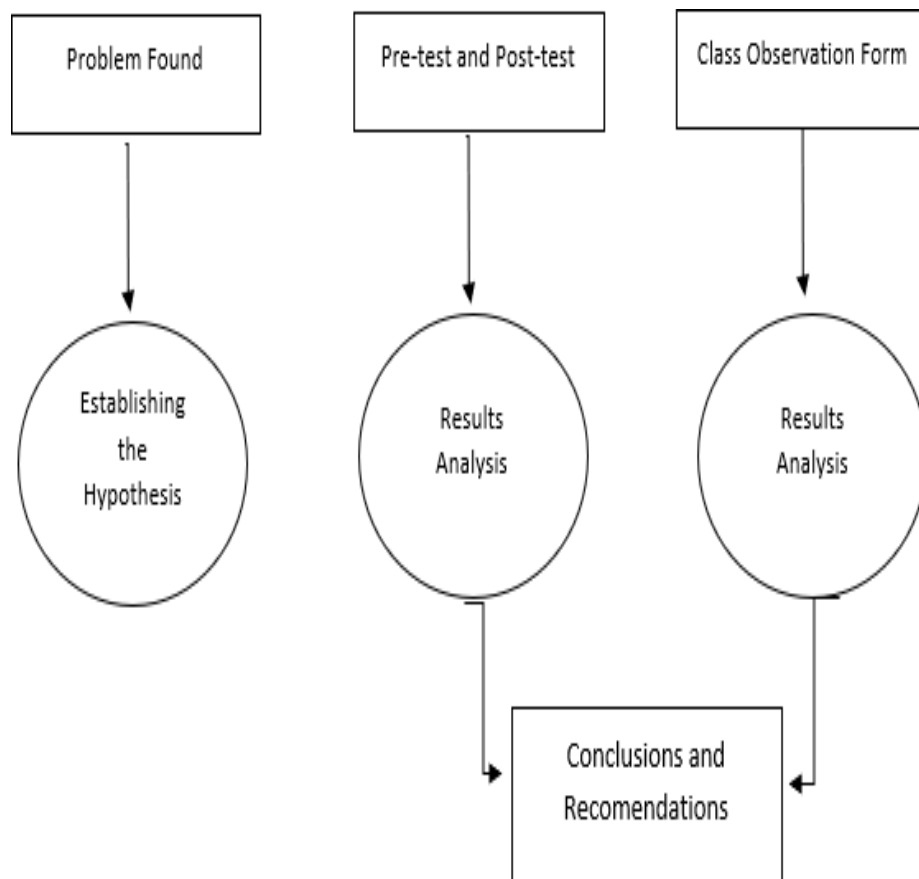 Problem Found
Pre-test and Post-test
Class Observation Form
Establishing
the
Hypothesis
Results
Analysis
Results
Analysis
Conclusions and
Recomendations